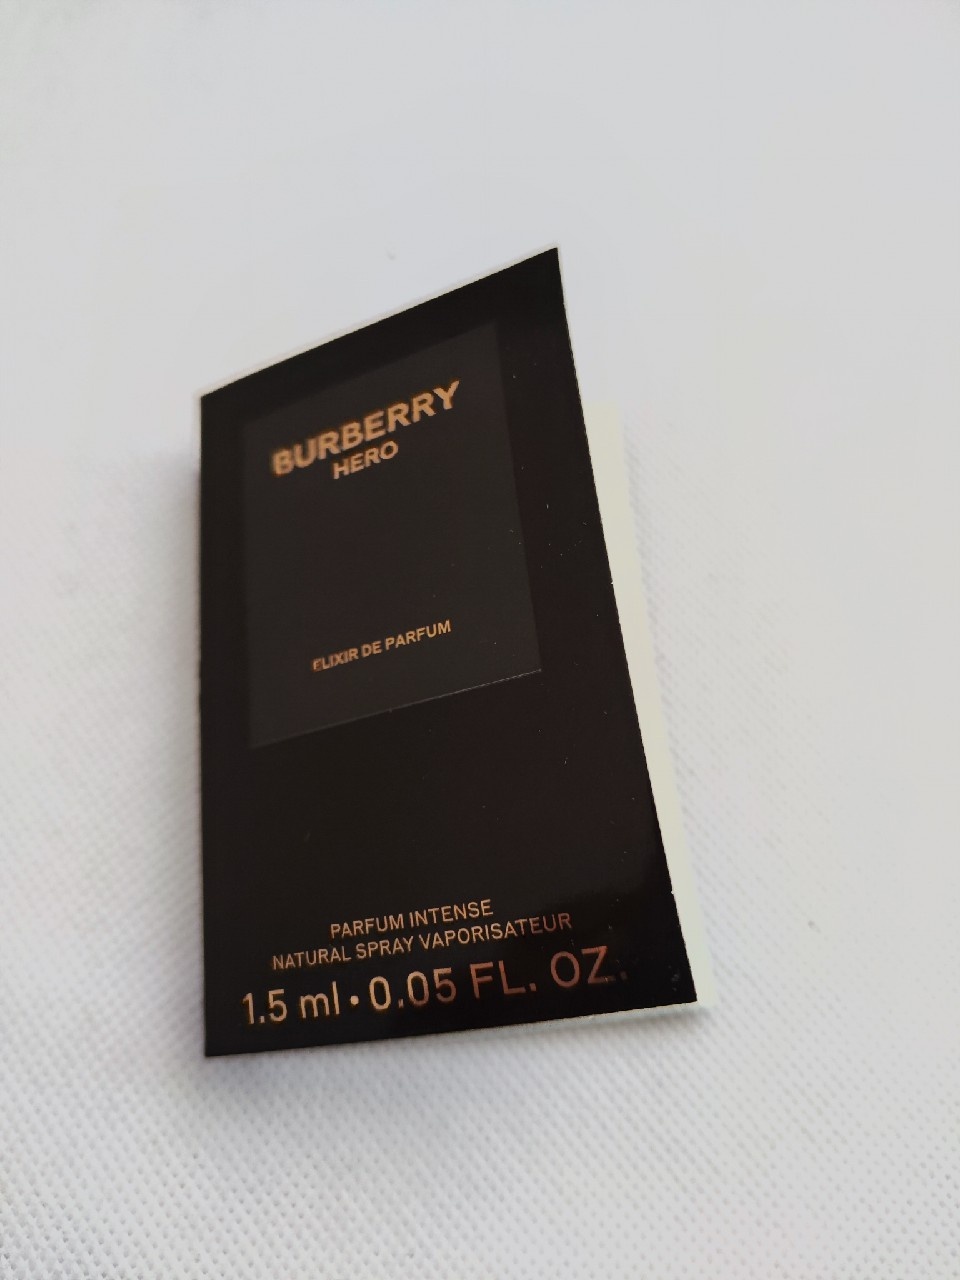 BURBERRY
HERO
ELIXIR DE PARFUM
PARFUM INTENSE
NATURAL SPRAY VAPORISATEUR
1.5 ml • 0.05 FL. OZ.